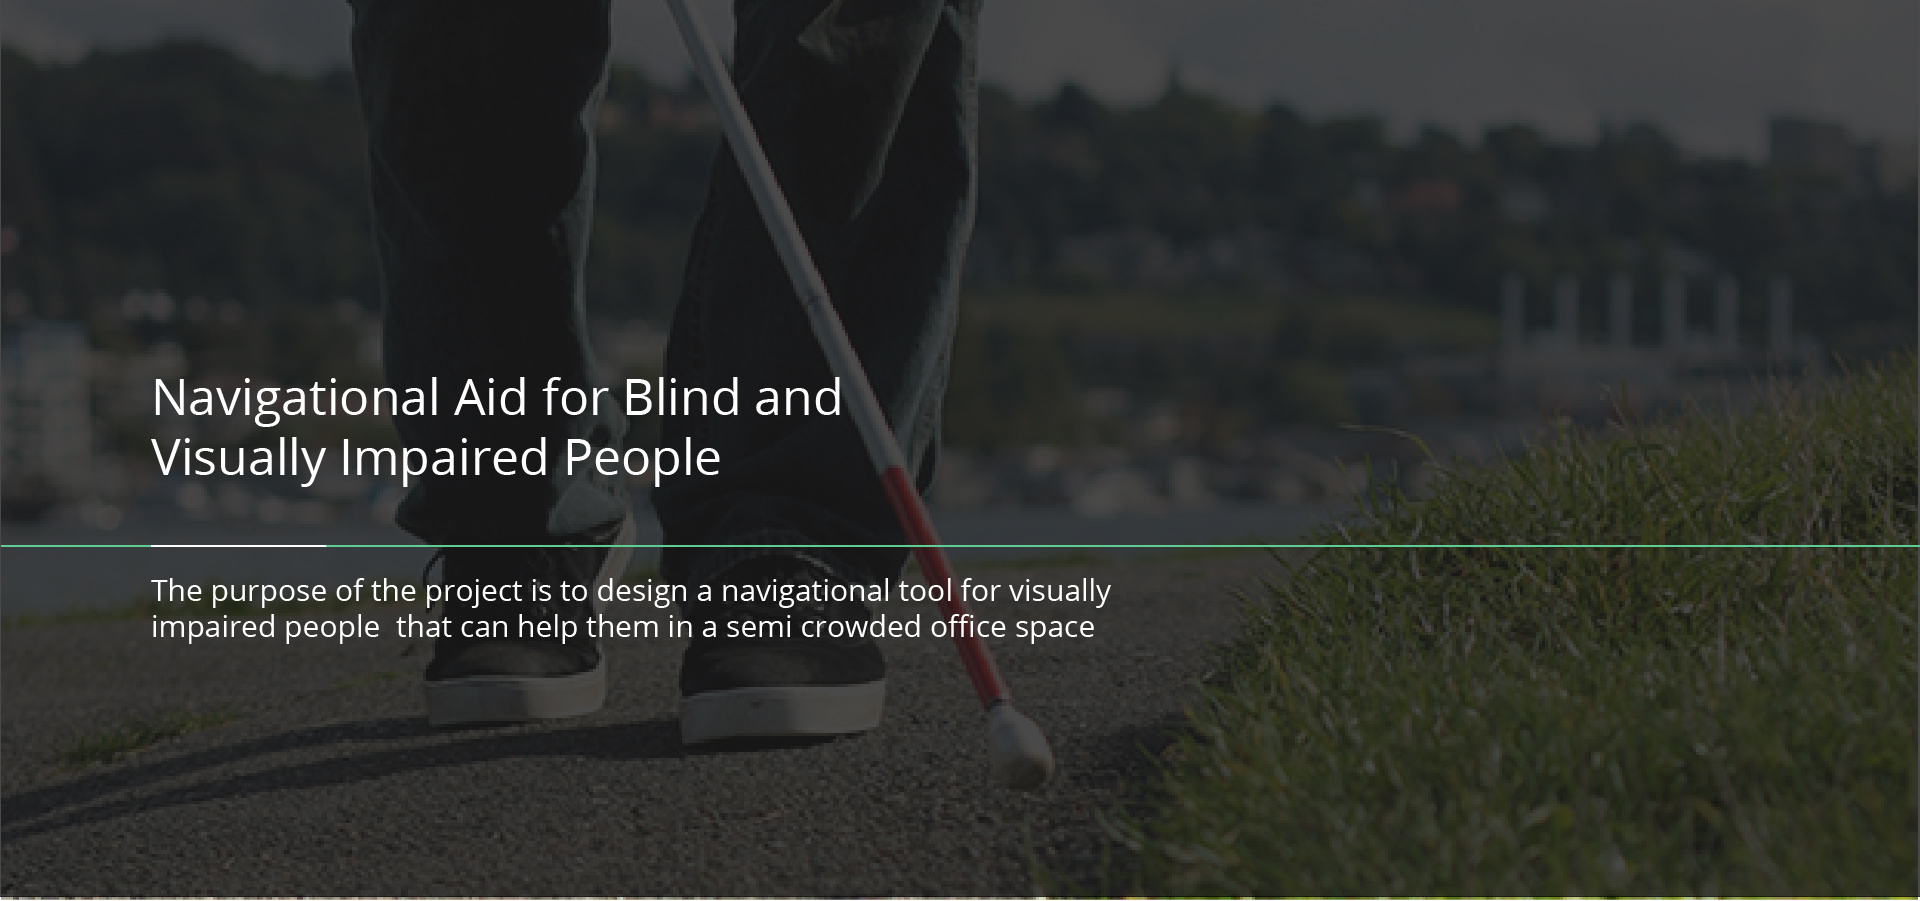 Navigational Aid for Blind and
Visually Impaired People
The purpose of the project is to design a navigational tool for visually
impaired people  that can help them in a semi crowded office space